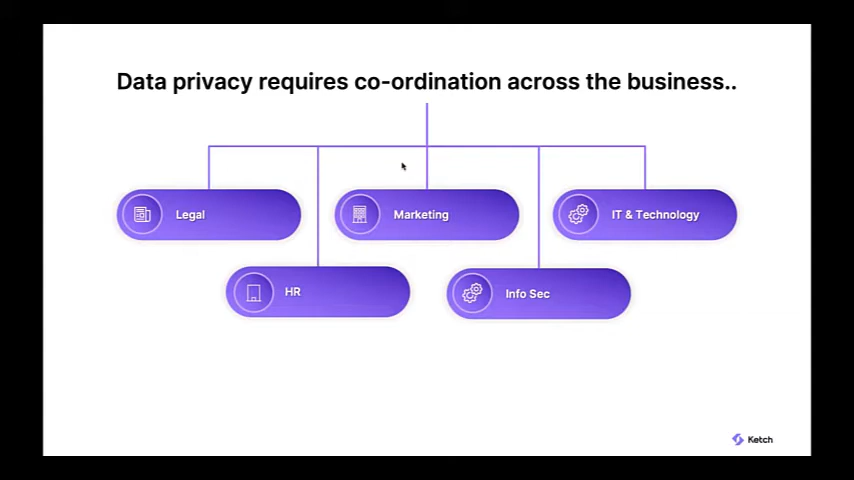 Data privacy requires co-ordination across the business..
Legal
Marketing
IT & Technology
HR
Info Sec
Ketch